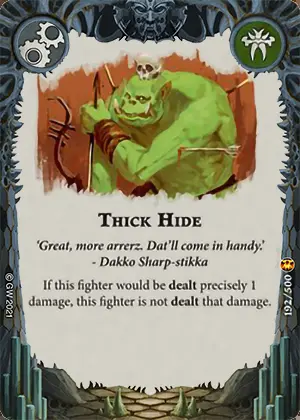 THICK HIDE
‘Great, more arrerz. Dat’ll come in handy.’
- Dakko Sharp-stikka
If this fighter would be dealt precisely 1
damage, this fighter is not dealt that damage.
© GW 2021
192/500